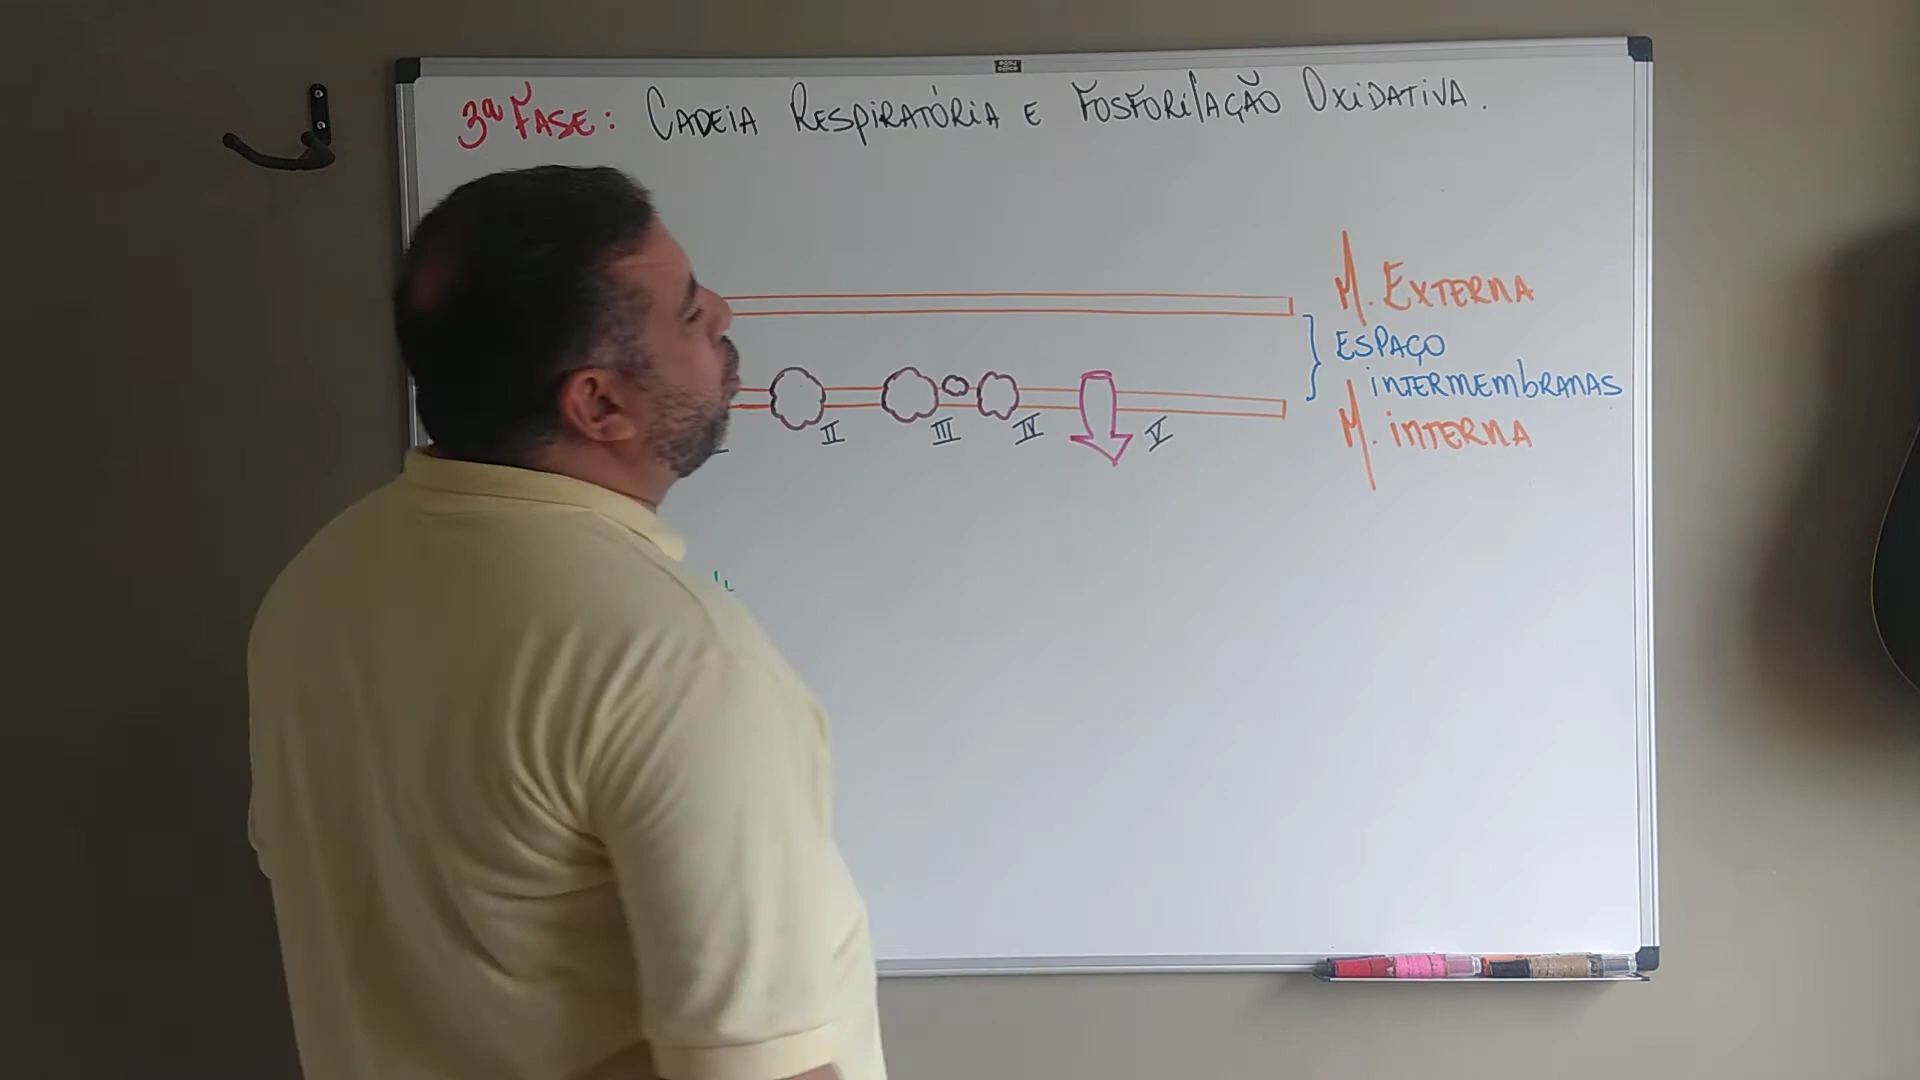 3ª Fase: Cadeia Respiratória e Fosforilação Oxidativa.
M. Externa
Espaço
intermembranas
M. interna
II
III
IV
V